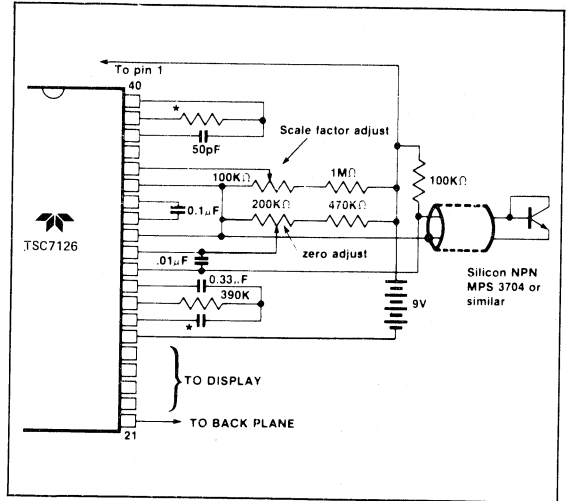 To pin 1
40
*
50pF
Scale factor adjust
100KΩ
1MΩ
100KΩ
0.1µF
200KΩ
470KΩ
TSC7126
.01µF
zero adjust
0.33..F
390K
*
9V
Silicon NPN
MPS 3704 or
similar
TO DISPLAY
TO BACK PLANE
21